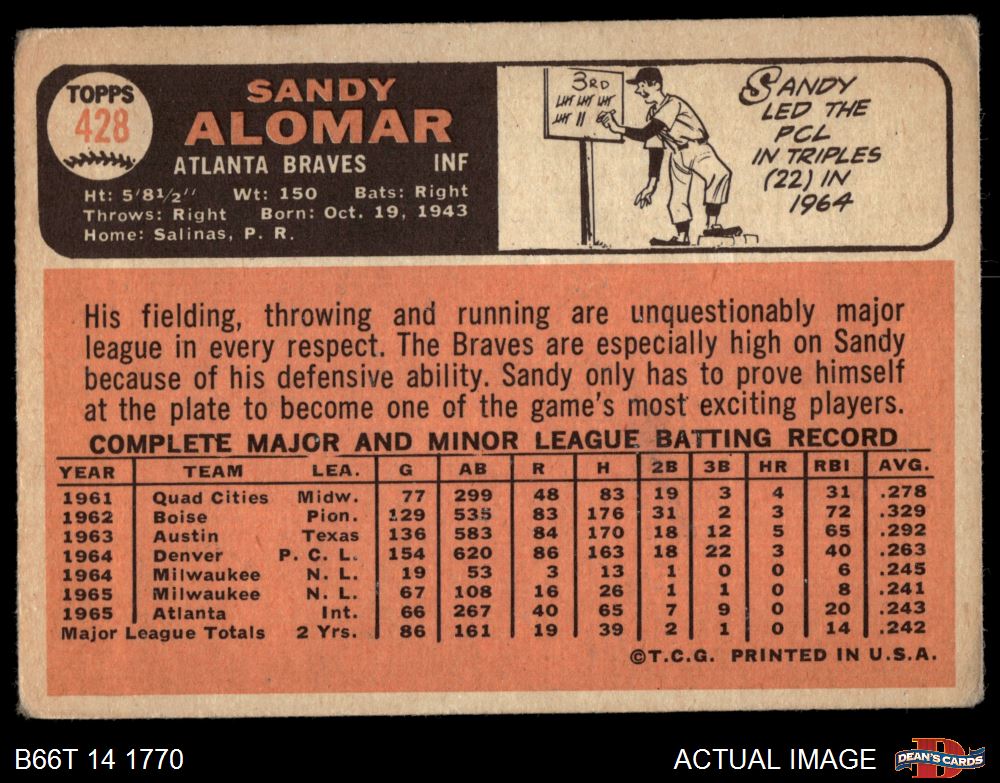 TOPPS
428
SANDY
ALOMAR
ATLANTA BRAVES INF
Ht: 5'8½" Wt: 150 Bats: Right
Throws: Right Born: Oct. 19, 1943
Home: Salinas, P. R.
3RD
SANDY
LED THE
PCL
IN TRIPLES
(22) IN
1964
His fielding, throwing and running are unquestionably major
league in every respect. The Braves are especially high on Sandy
because of his defensive ability. Sandy only has to prove himself
at the plate to become one of the game's most exciting players.
COMPLETE MAJOR AND MINOR LEAGUE BATTING RECORD
YEAR TEAM LEA. G AB R H 2B 3B HR RBI AVG.
1961 Quad Cities Midw. 77 299 48 83 19 3 4 31 .278
1962 Boise Pion. 129 535 83 176 31 2 3 72 .329
1963 Austin Texas 136 583 84 170 18 12 5 65 .292
1964 Denver P. C. L. 154 620 86 163 18 22 3 40 .263
1964 Milwaukee N. L. 19 53 3 13 1 0 0 6 .245
1965 Milwaukee N. L. 67 108 16 26 1 1 0 8 .241
1965 Atlanta Int. 66 267 40 65 7 9 0 20 .243
Major League Totals 2 Yrs. 86 161 19 39 2 1 0 14 .242
©T.C.G. PRINTED IN U.S.A.
B66T 14 1770
ACTUAL IMAGE
D
DEAN'S CARDS